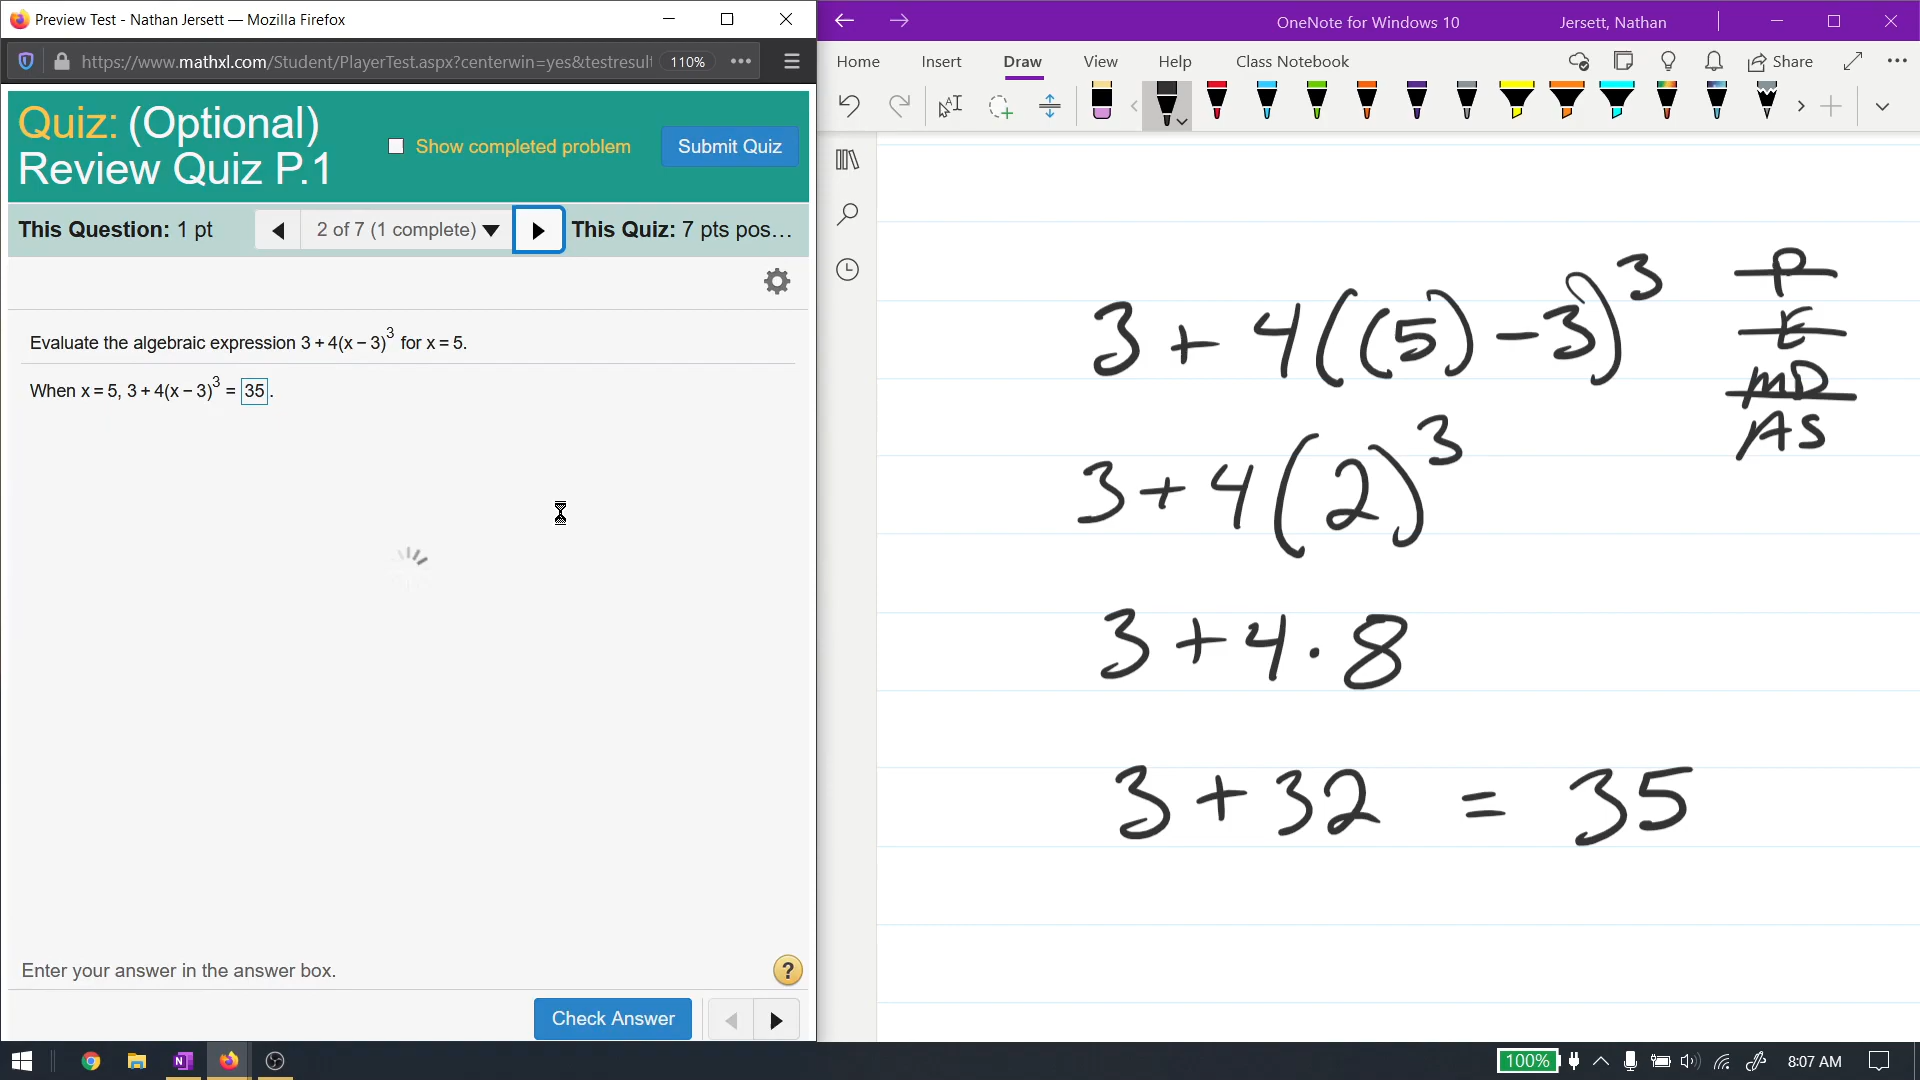 Preview Test - Nathan Jersett — Mozilla Firefox
https://www.mathxl.com/Student/PlayerTest.aspx?centerwin=yes&testresul
110%
Quiz: (Optional)
Review Quiz P.1
Show completed problem
Submit Quiz
This Question: 1 pt
2 of 7 (1 complete)
This Quiz: 7 pts pos…
Evaluate the algebraic expression 3+4(x−3)³ for x=5.
When x=5, 3+4(x−3)³ = 35.
Enter your answer in the answer box.
?
Check Answer
OneNote for Windows 10
Jersett, Nathan
Home Insert Draw View Help Class Notebook
Share
3 + 4((5) − 3)³
3 + 4(2)³
3 + 4 · 8
3 + 32 = 35
P
E
MD
AS
100%
8:07 AM